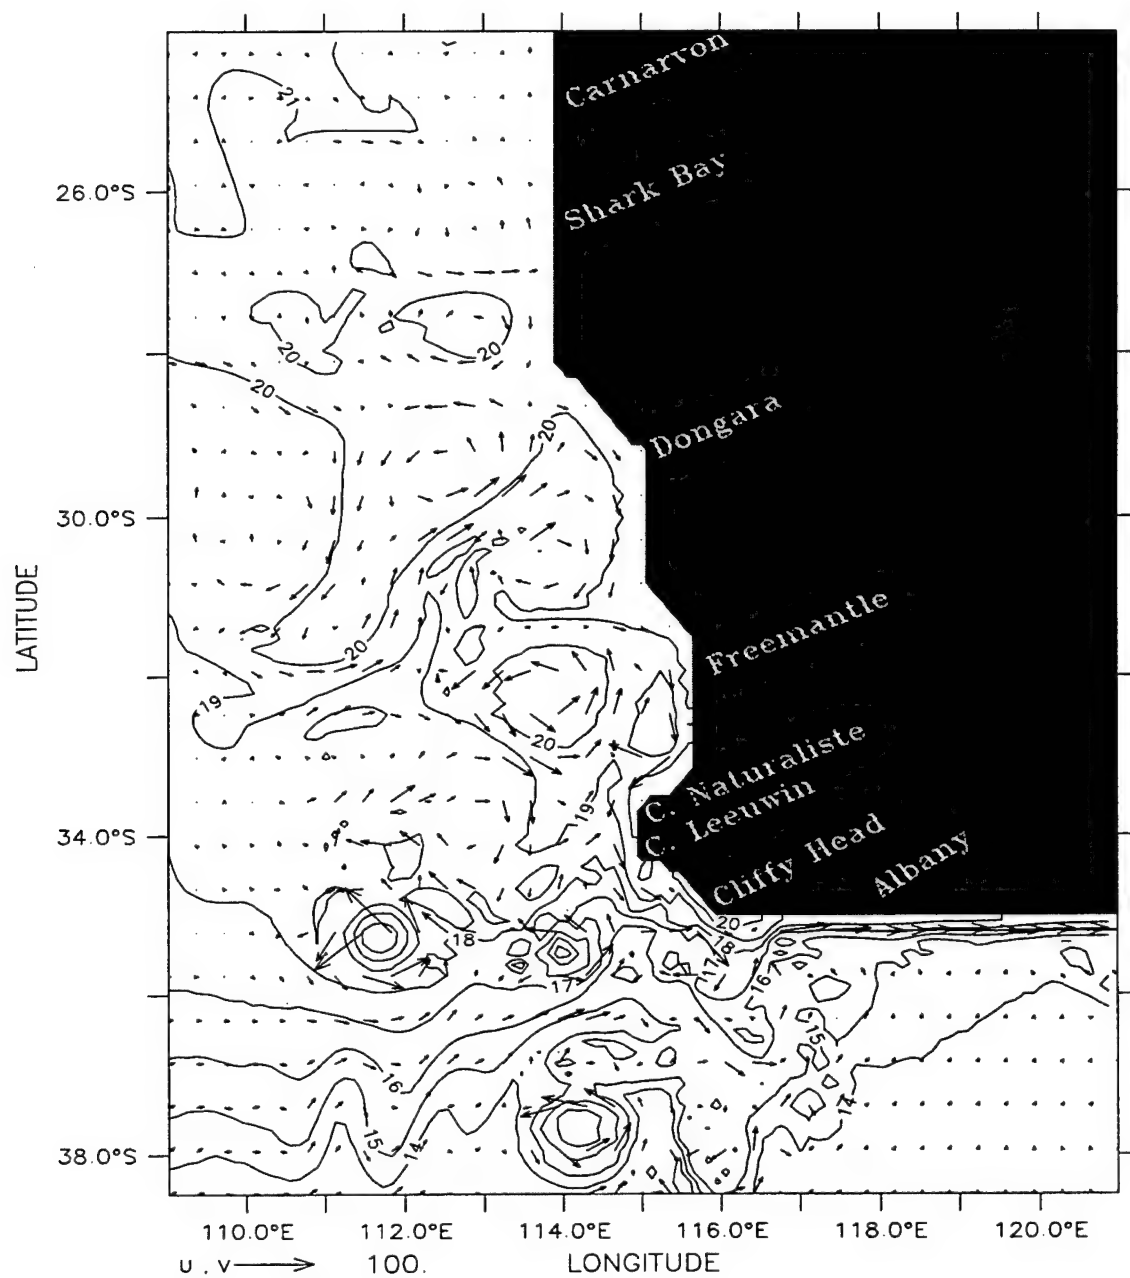 Carnarvon
21
26.0°S
Shark Bay
20
20
20
Dongara
20
30.0°S
LATITUDE
Freemantle
20
19
20
C. Naturaliste
19
C. Leeuwin
34.0°S
Cliffy Head
Albany
20
18
18
17
16
17
15
16
14
15
14
38.0°S
110.0°E 112.0°E 114.0°E 116.0°E 118.0°E 120.0°E
u , v 100. LONGITUDE